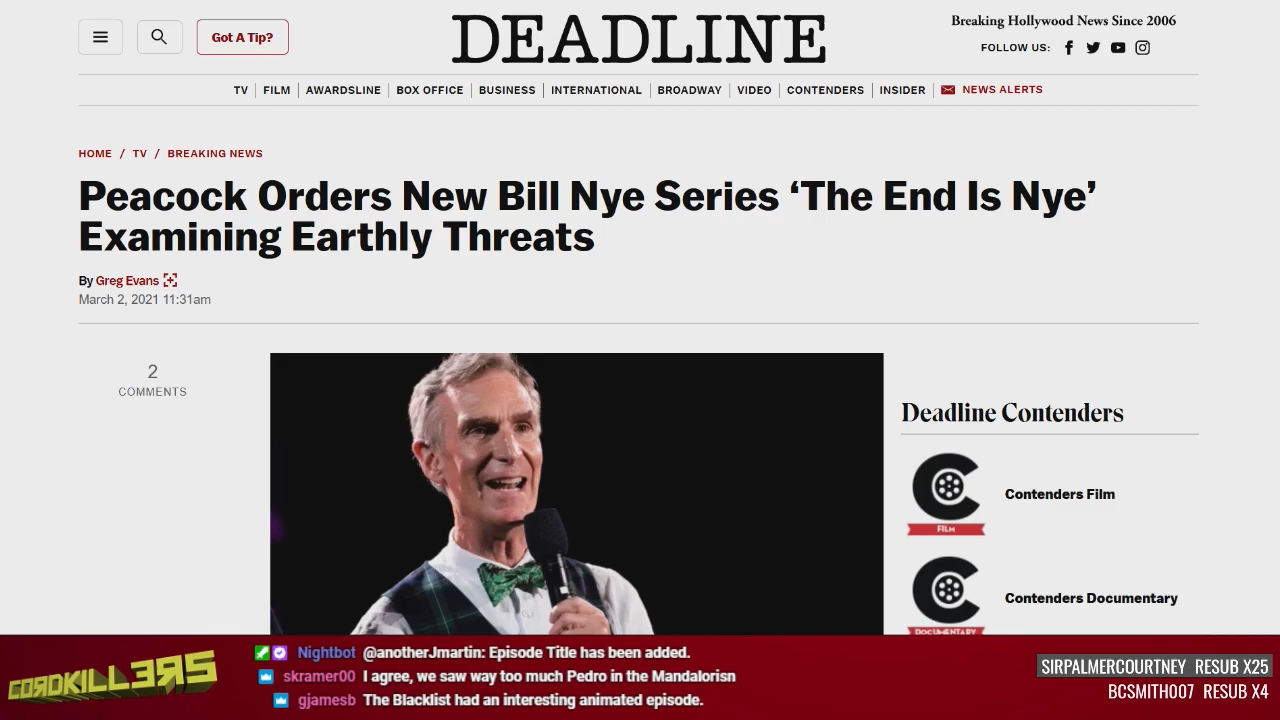 Got A Tip?
DEADLINE
Breaking Hollywood News Since 2006
FOLLOW US:
TV FILM AWARDSLINE BOX OFFICE BUSINESS INTERNATIONAL BROADWAY VIDEO CONTENDERS INSIDER NEWS ALERTS
HOME / TV / BREAKING NEWS
Peacock Orders New Bill Nye Series ‘The End Is Nye’
Examining Earthly Threats
By Greg Evans
March 2, 2021 11:31am
2
COMMENTS
Deadline Contenders
FILM
Contenders Film
DOCUMENTARY
Contenders Documentary
CORDKILLERS
Nightbot @anotherJmartin: Episode Title has been added.
skramer00 I agree, we saw way too much Pedro in the Mandalorisn
gjamesb The Blacklist had an interesting animated episode.
SIRPALMERCOURTNEY RESUB X25
BCSMITH007 RESUB X4